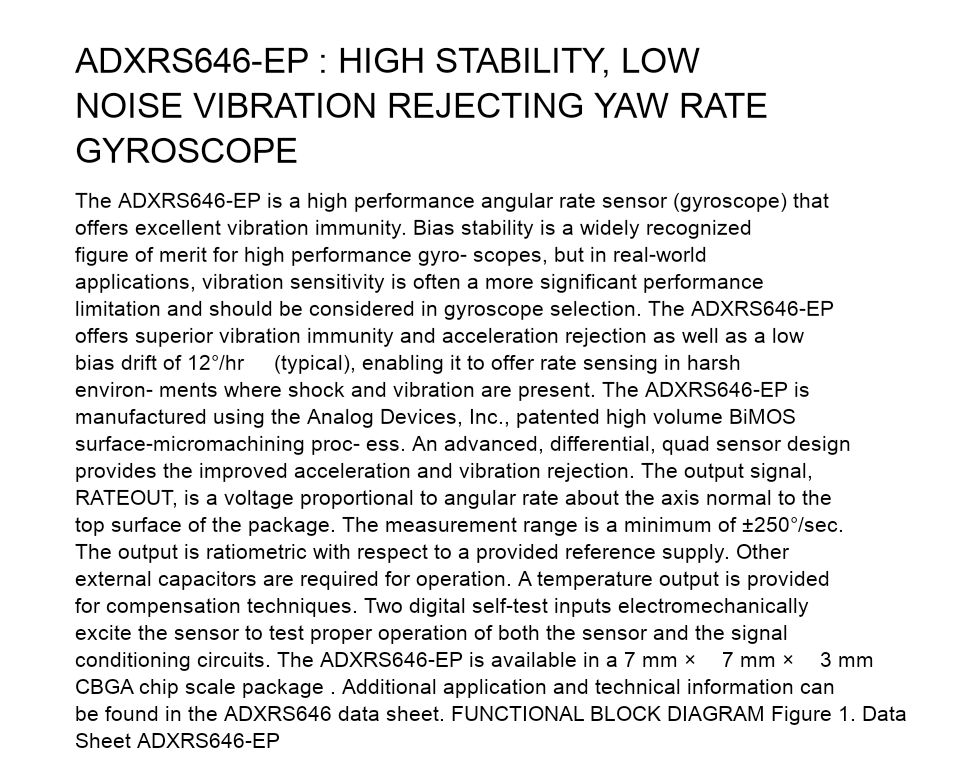 ADXRS646-EP : HIGH STABILITY, LOW
NOISE VIBRATION REJECTING YAW RATE
GYROSCOPE
The ADXRS646-EP is a high performance angular rate sensor (gyroscope) that
offers excellent vibration immunity. Bias stability is a widely recognized
figure of merit for high performance gyro- scopes, but in real-world
applications, vibration sensitivity is often a more significant performance
limitation and should be considered in gyroscope selection. The ADXRS646-EP
offers superior vibration immunity and acceleration rejection as well as a low
bias drift of 12°/hr (typical), enabling it to offer rate sensing in harsh
environ- ments where shock and vibration are present. The ADXRS646-EP is
manufactured using the Analog Devices, Inc., patented high volume BiMOS
surface-micromachining proc- ess. An advanced, differential, quad sensor design
provides the improved acceleration and vibration rejection. The output signal,
RATEOUT, is a voltage proportional to angular rate about the axis normal to the
top surface of the package. The measurement range is a minimum of ±250°/sec.
The output is ratiometric with respect to a provided reference supply. Other
external capacitors are required for operation. A temperature output is provided
for compensation techniques. Two digital self-test inputs electromechanically
excite the sensor to test proper operation of both the sensor and the signal
conditioning circuits. The ADXRS646-EP is available in a 7 mm × 7 mm × 3 mm
CBGA chip scale package . Additional application and technical information can
be found in the ADXRS646 data sheet. FUNCTIONAL BLOCK DIAGRAM Figure 1. Data
Sheet ADXRS646-EP